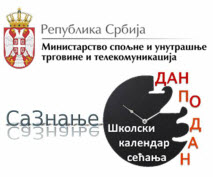 Република Србија
Министарство спољне и унутрашње
трговине и телекомуникација
СаЗнање
ДАН
ПО
ДАН
Школски
календар
сећања